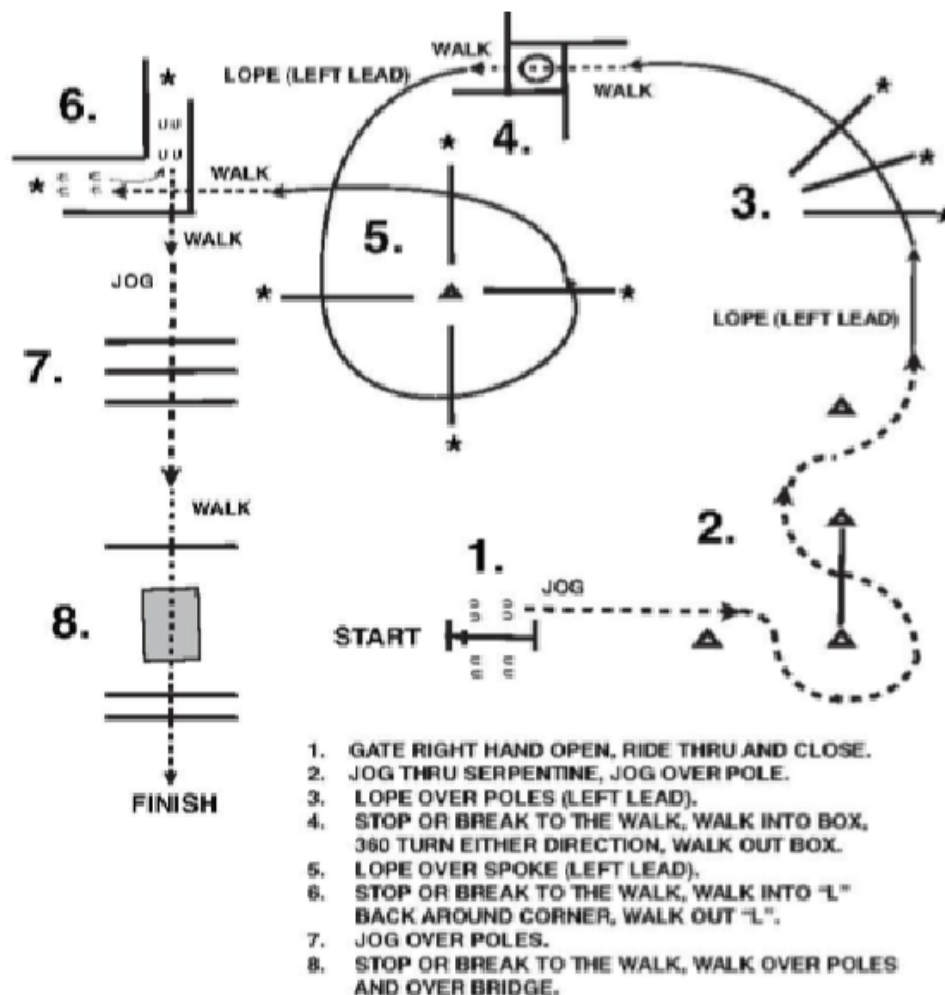 WALK
LOPE (LEFT LEAD)
WALK
6.
4.
3.
WALK
5.
WALK
JOG
LOPE (LEFT LEAD)
7.
WALK
2.
1.
JOG
8.
START
FINISH
1. GATE RIGHT HAND OPEN, RIDE THRU AND CLOSE.
2. JOG THRU SERPENTINE, JOG OVER POLE.
3. LOPE OVER POLES (LEFT LEAD).
4. STOP OR BREAK TO THE WALK, WALK INTO BOX,
360 TURN EITHER DIRECTION, WALK OUT BOX.
5. LOPE OVER SPOKE (LEFT LEAD).
6. STOP OR BREAK TO THE WALK, WALK INTO "L"
BACK AROUND CORNER, WALK OUT "L".
7. JOG OVER POLES.
8. STOP OR BREAK TO THE WALK, WALK OVER POLES
AND OVER BRIDGE.